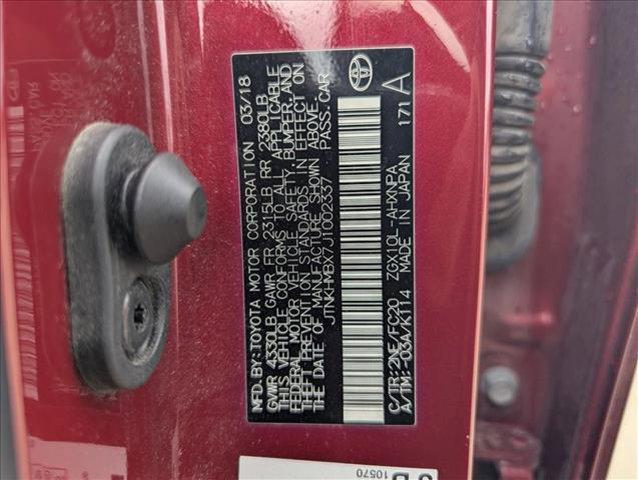 MFD. BY: TOYOTA MOTOR CORPORATION 03/18
GVWR 4330LB GAWR FR 2315LB RR 2380LB
THIS VEHICLE CONFORMS TO ALL APPLICABLE
FEDERAL MOTOR VEHICLE SAFETY, BUMPER, AND
THEFT PREVENTION STANDARDS IN EFFECT ON
THE DATE OF MANUFACTURE SHOWN ABOVE.
JTNKHMBX7J1002337 PASS. CAR
C/TR: 2NE/FC20 ZGX10L-AHXNPA
A/TM: -03A/K114 MADE IN JAPAN 171 A
10570